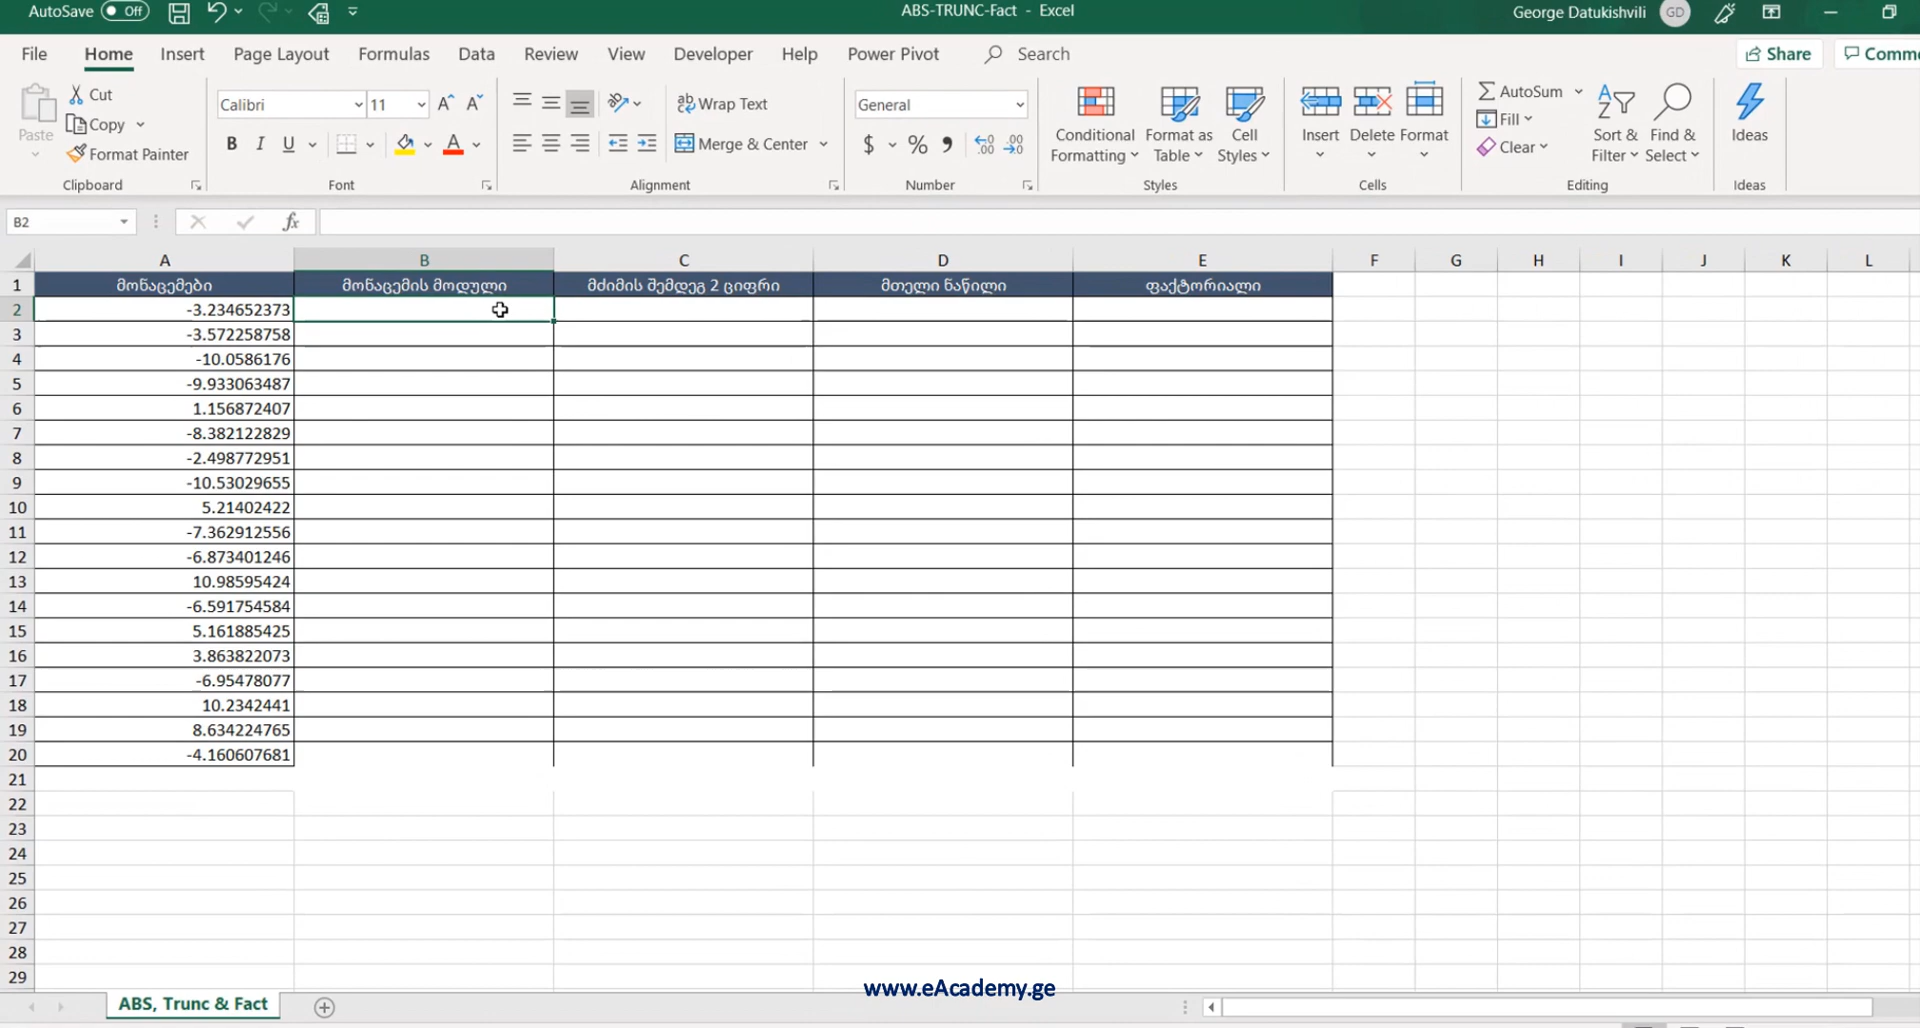 AutoSave Off ABS-TRUNC-Fact - Excel George Datukishvili GD
File Home Insert Page Layout Formulas Data Review View Developer Help Power Pivot Search Share
Paste Cut Copy Format Painter
Calibri 11 B I U A
Wrap Text Merge & Center
General $ % , .00
Conditional Formatting Format as Table Cell Styles
Insert Delete Format
AutoSum Fill Clear Sort & Filter Find & Select
Ideas
Clipboard Font Alignment Number Styles Cells Editing Ideas
B2 fx
A B C D E F G H I J K L
1 მონაცემები მონაცემის მოდული მძიმის შემდეგ 2 ციფრი მთელი ნაწილი ფაქტორიალი
2 -3.234652373
3 -3.572258758
4 -10.0586176
5 -9.933063487
6 1.156872407
7 -8.382122829
8 -2.498772951
9 -10.53029655
10 5.21402422
11 -7.362912556
12 -6.873401246
13 10.98595424
14 -6.591754584
15 5.161885425
16 3.863822073
17 -6.95478077
18 10.2342441
19 8.634224765
20 -4.160607681
21
22
23
24
25
26
27
28
29
www.eAcademy.ge
ABS, Trunc & Fact